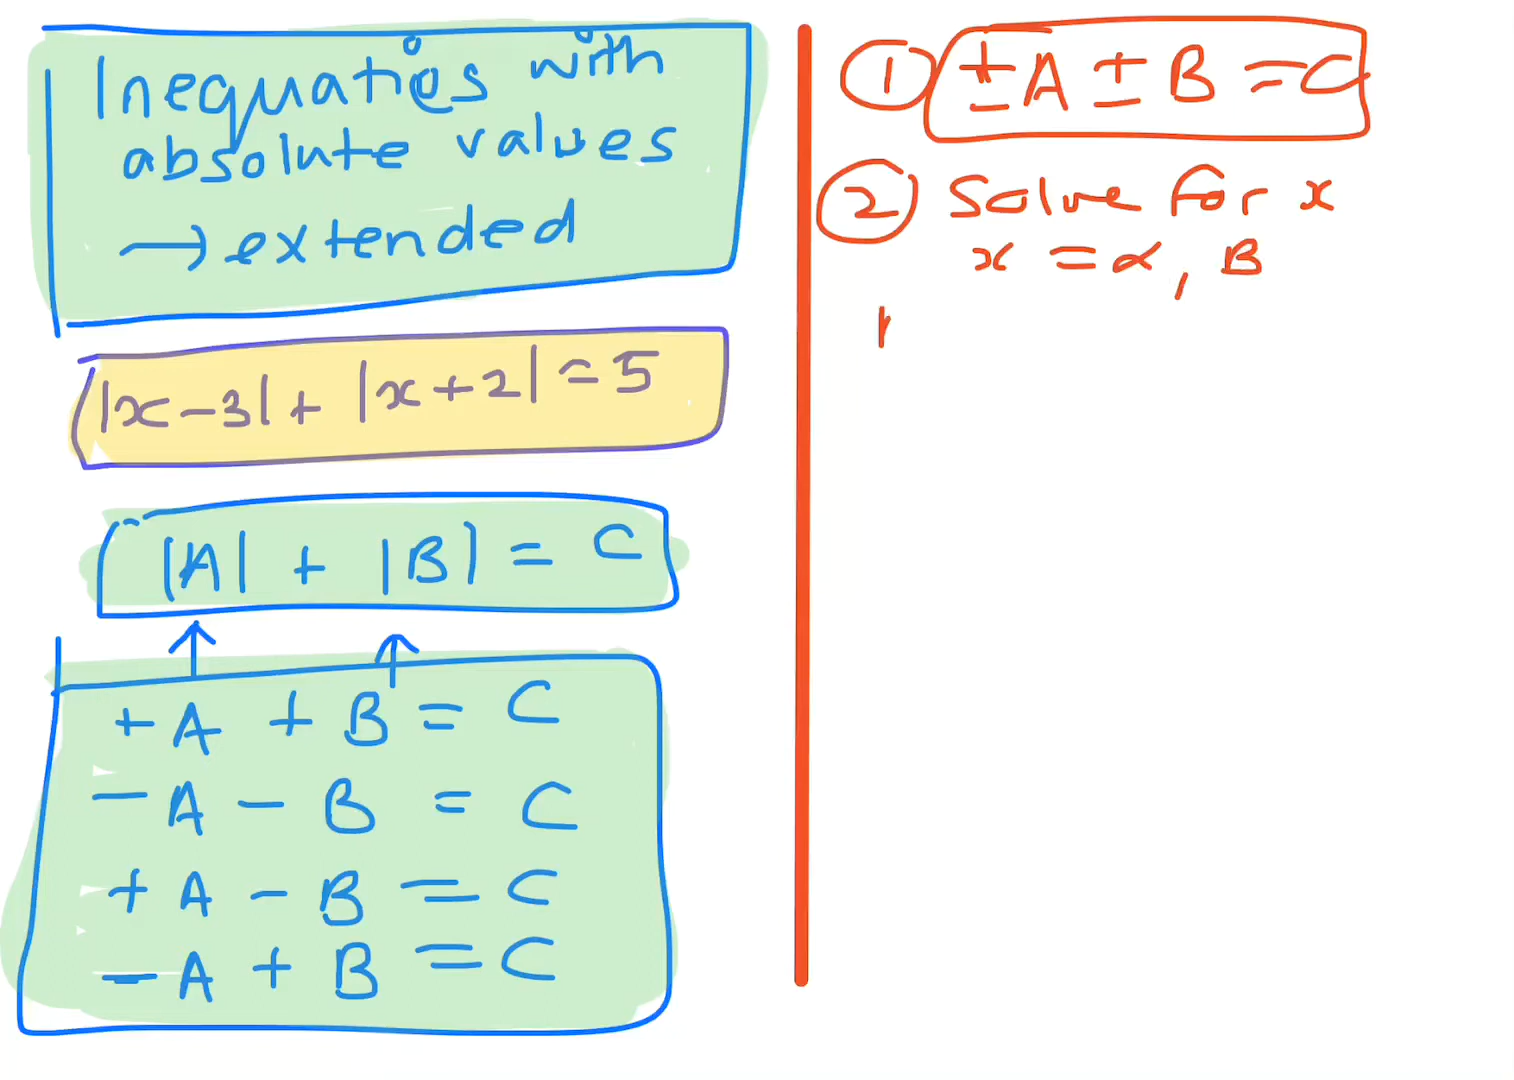 Inequaties with
absolute values
→ extended
|x-3| + |x+2| = 5
|A| + |B| = C
+A + B = C
-A - B = C
+A - B = C
-A + B = C
① ±A ± B = C
② Solve for x
x = α, B